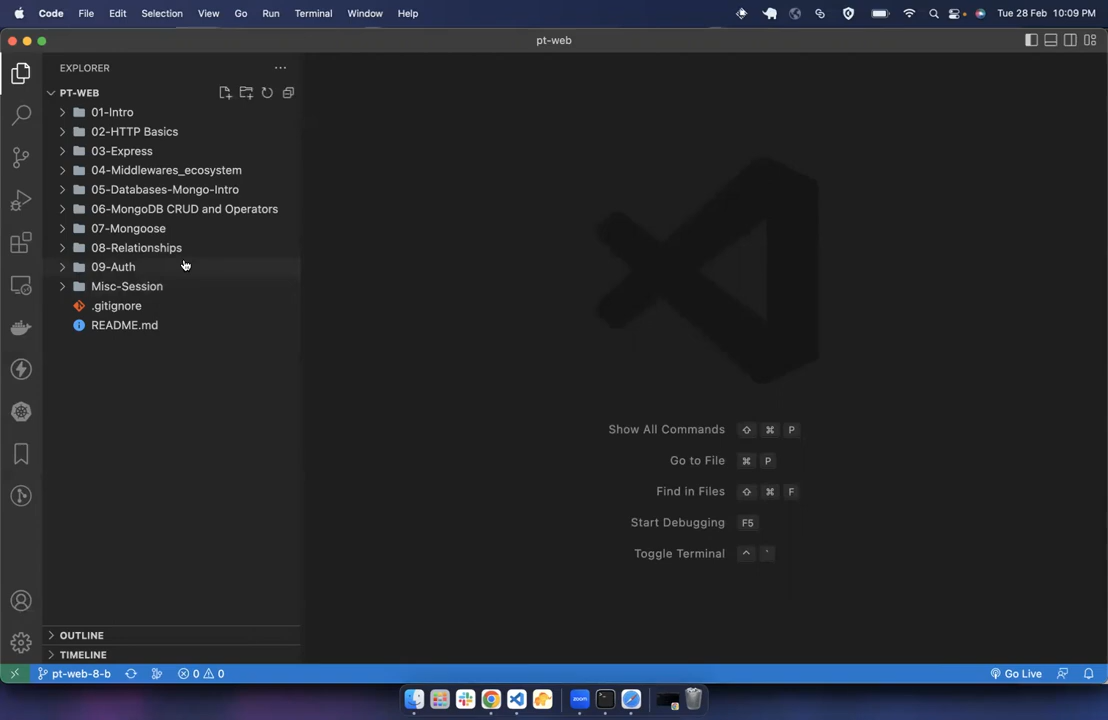 Code File Edit Selection View Go Run Terminal Window Help Tue 28 Feb 10:09 PM
pt-web
EXPLORER
PT-WEB
01-Intro
02-HTTP Basics
03-Express
04-Middlewares_ecosystem
05-Databases-Mongo-Intro
06-MongoDB CRUD and Operators
07-Mongoose
08-Relationships
09-Auth
Misc-Session
.gitignore
README.md
Show All Commands ⇧ ⌘ P
Go to File ⌘ P
Find in Files ⇧ ⌘ F
Start Debugging F5
Toggle Terminal ^ `
OUTLINE
TIMELINE
pt-web-8-b 0 0 Go Live
zoom